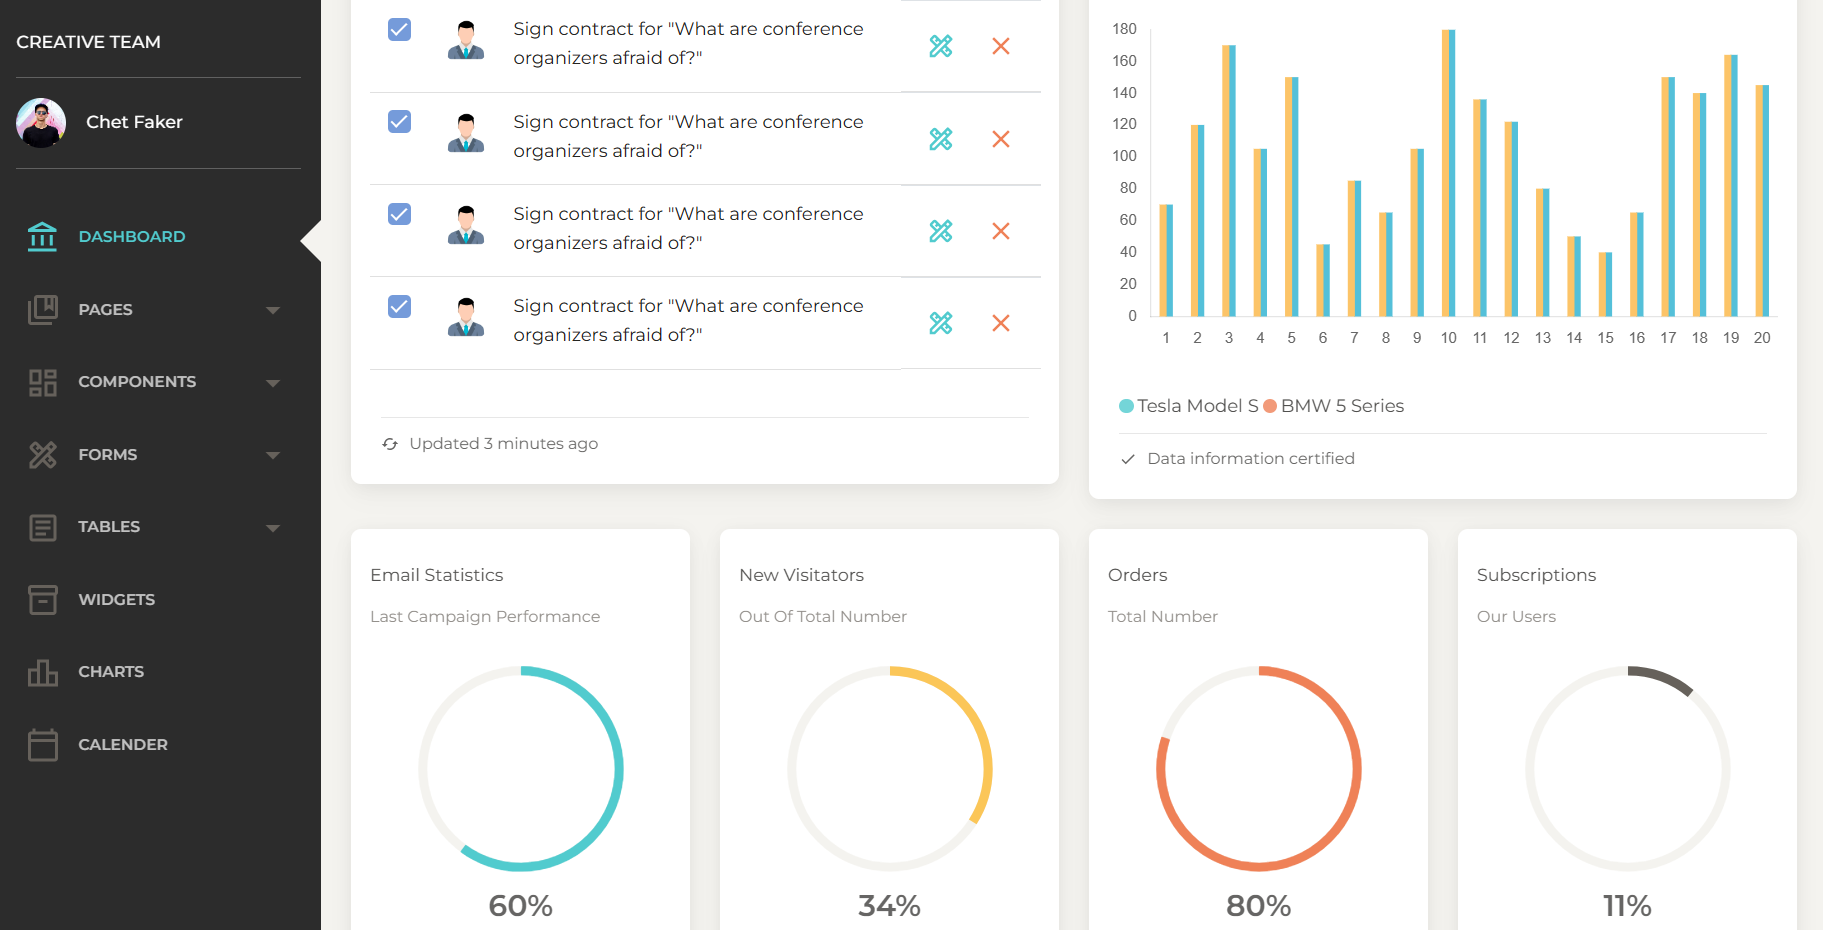 CREATIVE TEAM
Chet Faker
DASHBOARD
PAGES
COMPONENTS
FORMS
TABLES
WIDGETS
CHARTS
CALENDER
Sign contract for "What are conference
organizers afraid of?"
Sign contract for "What are conference
organizers afraid of?"
Sign contract for "What are conference
organizers afraid of?"
Sign contract for "What are conference
organizers afraid of?"
Updated 3 minutes ago
180
160
140
120
100
80
60
40
20
0
1 2 3 4 5 6 7 8 9 10 11 12 13 14 15 16 17 18 19 20
Tesla Model S BMW 5 Series
Data information certified
Email Statistics
Last Campaign Performance
60%
New Visitators
Out Of Total Number
34%
Orders
Total Number
80%
Subscriptions
Our Users
11%